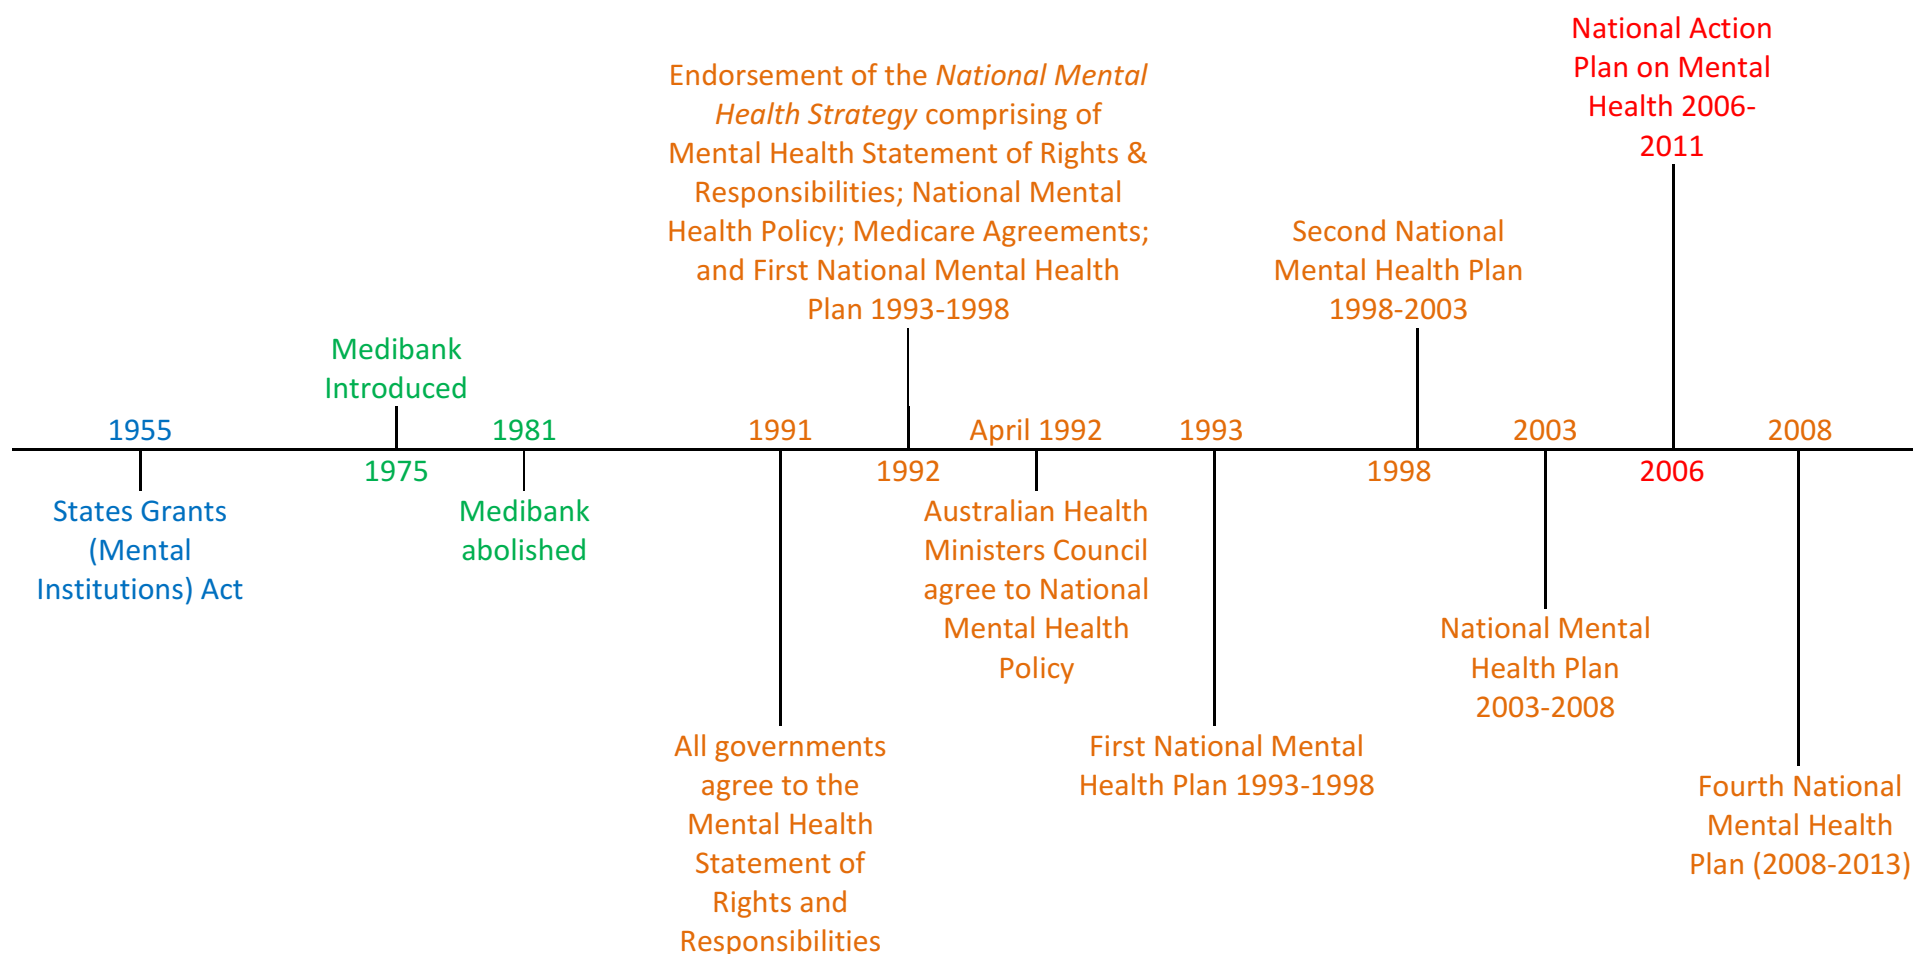 National Action
Plan on Mental
Health 2006-
2011
Endorsement of the National Mental
Health Strategy comprising of
Mental Health Statement of Rights &
Responsibilities; National Mental
Health Policy; Medicare Agreements;
and First National Mental Health
Plan 1993-1998
Second National
Mental Health Plan
1998-2003
Medibank
Introduced
1955
1981
1991
April 1992
1993
2003
2008
1975
1992
1998
2006
States Grants
(Mental
Institutions) Act
Medibank
abolished
Australian Health
Ministers Council
agree to National
Mental Health
Policy
National Mental
Health Plan
2003-2008
All governments
agree to the
Mental Health
Statement of
Rights and
Responsibilities
First National Mental
Health Plan 1993-1998
Fourth National
Mental Health
Plan (2008-2013)